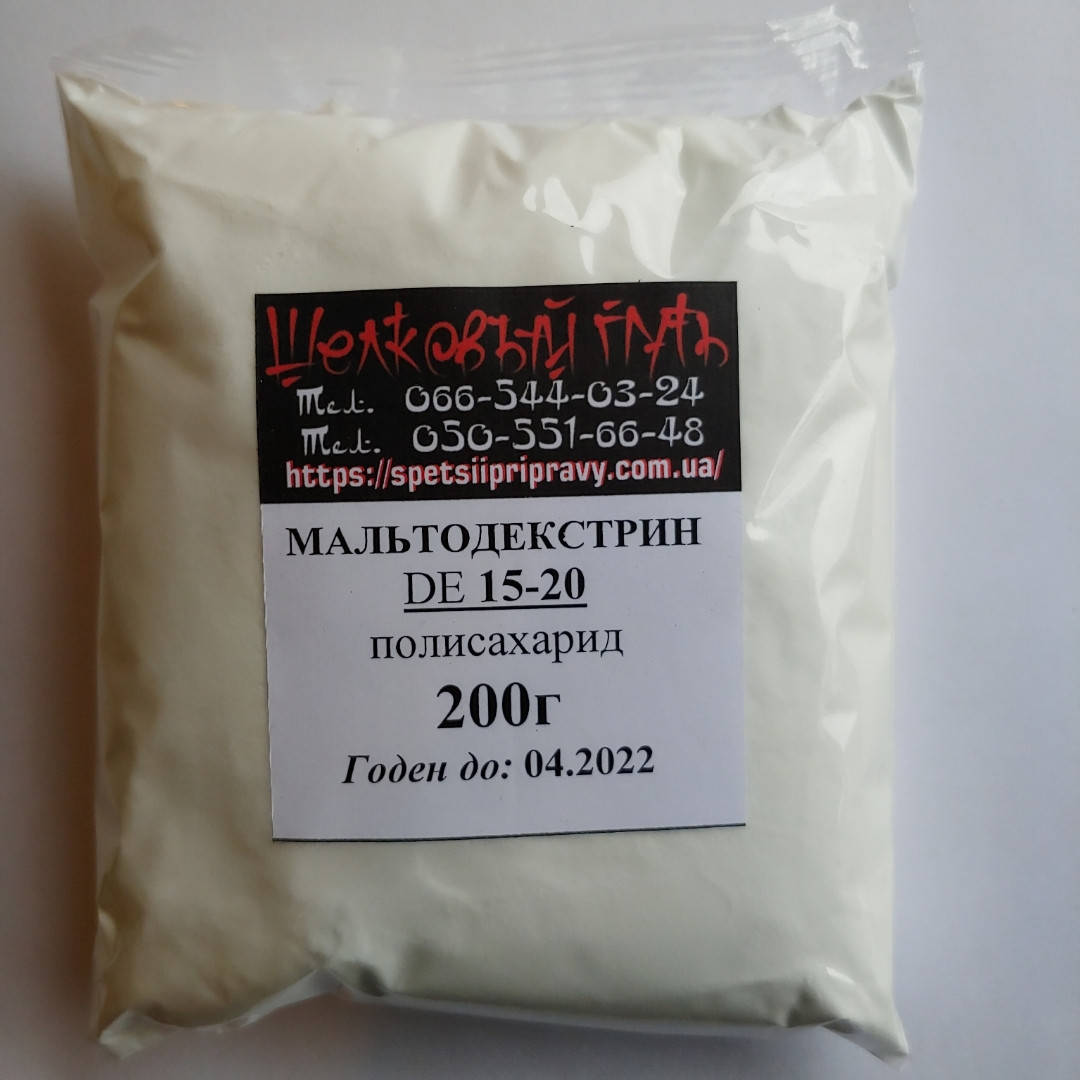 Шелковый путь
Тел. 066-544-03-24
Тел. 050-551-66-48
https://spetsiipripravy.com.ua/
МАЛЬТОДЕКСТРИН
DE 15-20
полисахарид
200г
Годен до: 04.2022